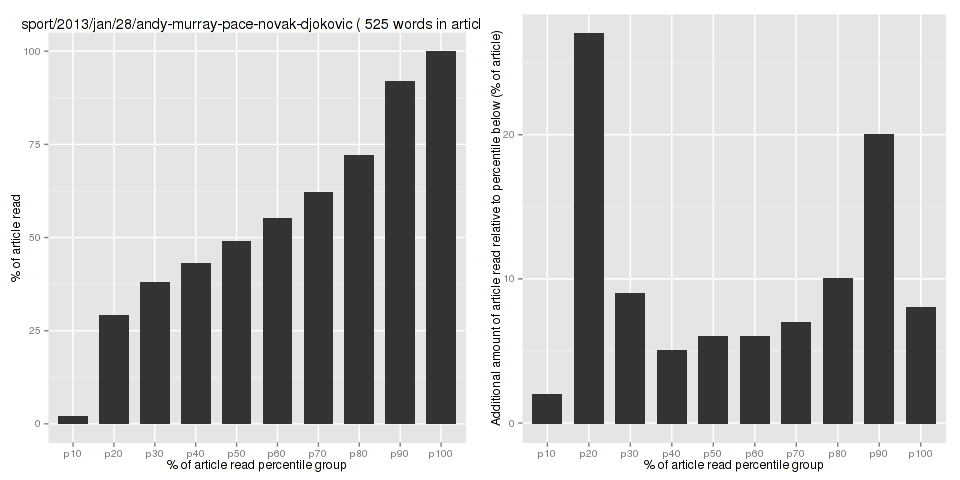 sport/2013/jan/28/andy-murray-pace-novak-djokovic ( 525 words in articl
% of article read
100
75
50
25
0
p10 p20 p30 p40 p50 p60 p70 p80 p90 p100
% of article read percentile group
Additional amount of article read relative to percentile below (% of article)
20
10
0
p10 p20 p30 p40 p50 p60 p70 p80 p90 p100
% of article read percentile group